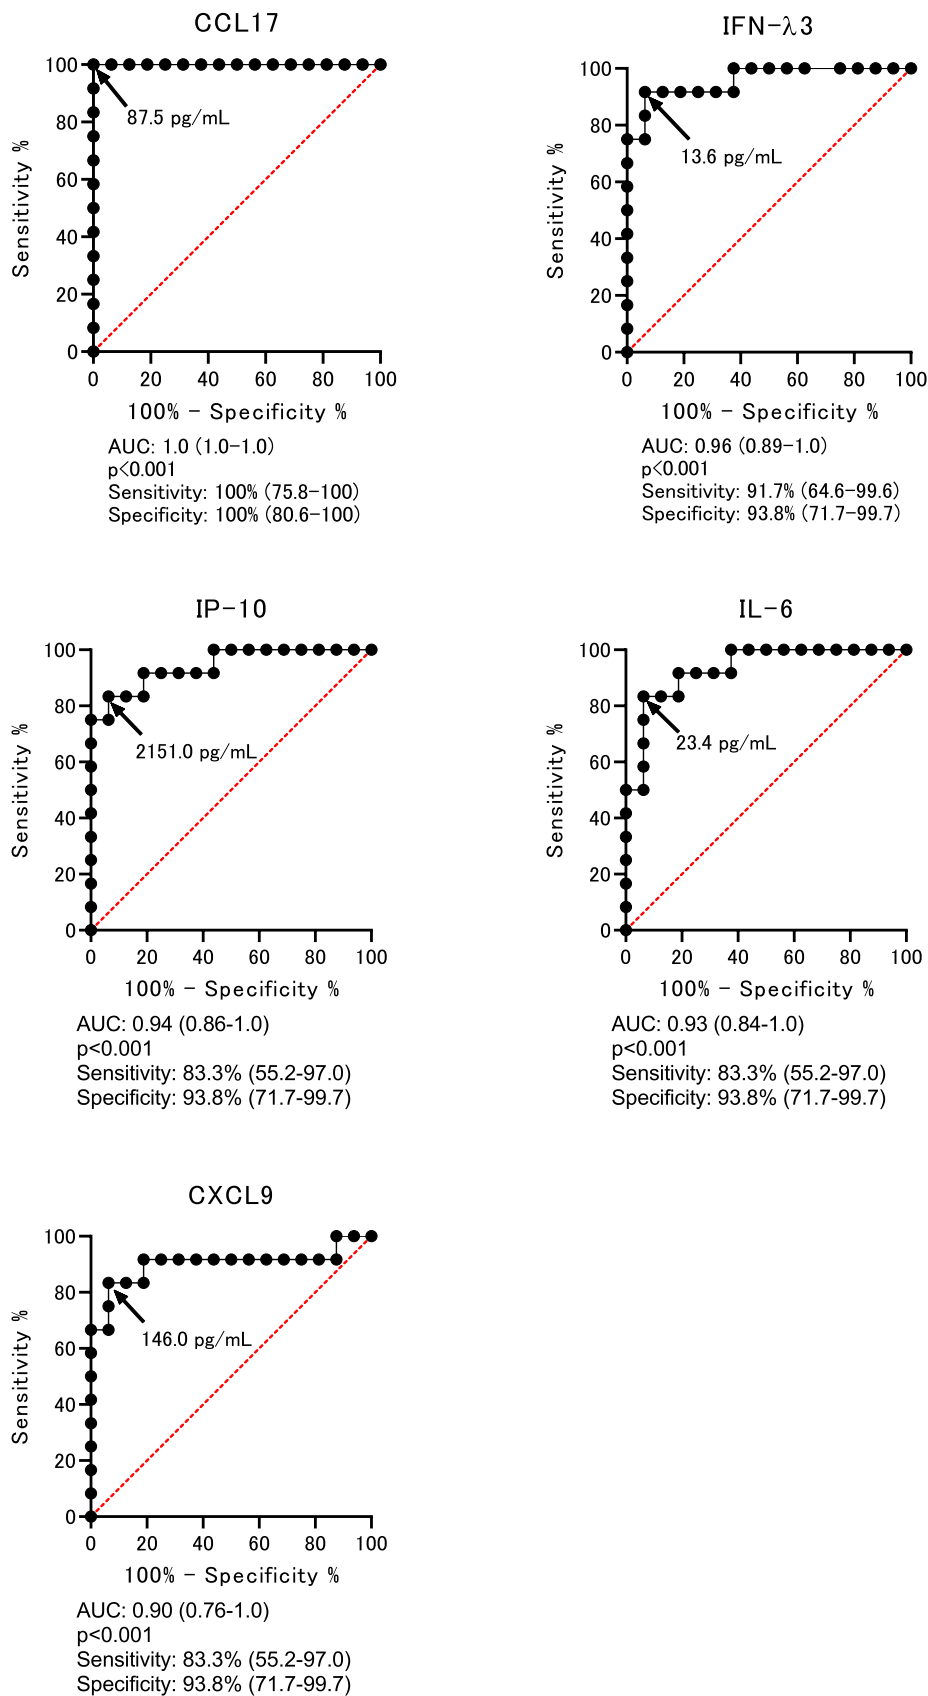 CCL17
100
80
60
40
20
0
Sensitivity %
87.5 pg/mL
0 20 40 60 80 100
100% − Specificity %
AUC: 1.0 (1.0−1.0)
p<0.001
Sensitivity: 100% (75.8−100)
Specificity: 100% (80.6−100)
IFN−λ3
100
80
60
40
20
0
Sensitivity %
13.6 pg/mL
0 20 40 60 80 100
100% − Specificity %
AUC: 0.96 (0.89−1.0)
p<0.001
Sensitivity: 91.7% (64.6−99.6)
Specificity: 93.8% (71.7−99.7)
IP−10
100
80
60
40
20
0
Sensitivity %
2151.0 pg/mL
0 20 40 60 80 100
100% − Specificity %
AUC: 0.94 (0.86-1.0)
p<0.001
Sensitivity: 83.3% (55.2-97.0)
Specificity: 93.8% (71.7-99.7)
IL−6
100
80
60
40
20
0
Sensitivity %
23.4 pg/mL
0 20 40 60 80 100
100% − Specificity %
AUC: 0.93 (0.84-1.0)
p<0.001
Sensitivity: 83.3% (55.2-97.0)
Specificity: 93.8% (71.7-99.7)
CXCL9
100
80
60
40
20
0
Sensitivity %
146.0 pg/mL
0 20 40 60 80 100
100% − Specificity %
AUC: 0.90 (0.76-1.0)
p<0.001
Sensitivity: 83.3% (55.2-97.0)
Specificity: 93.8% (71.7-99.7)